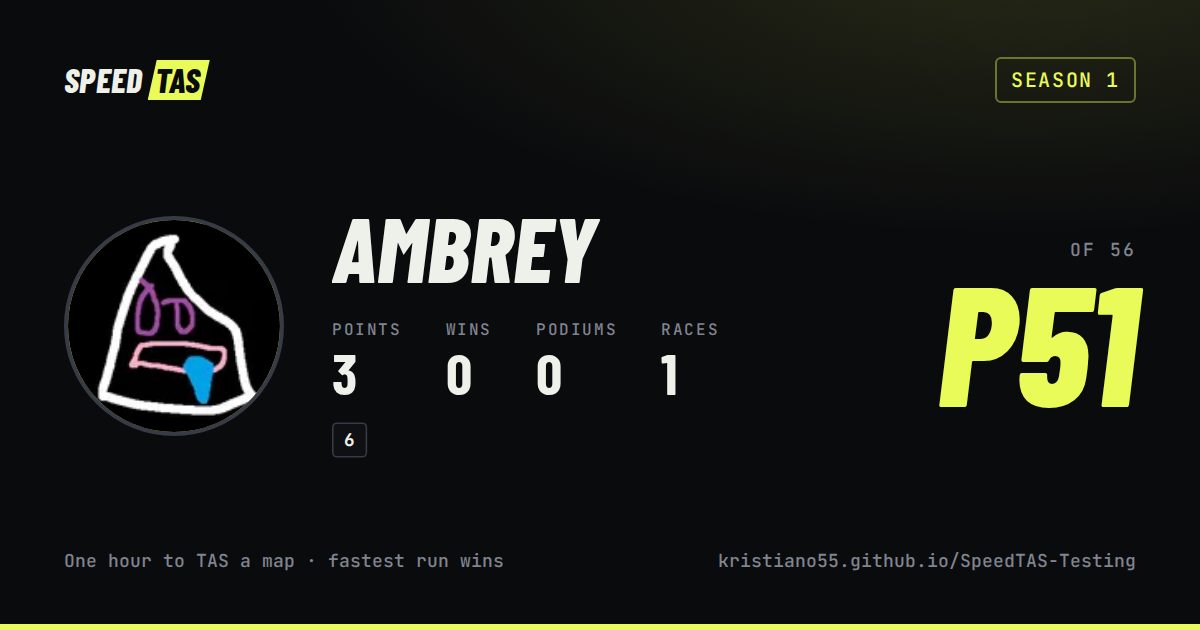 SPEED TAS
SEASON 1
AMBREY
POINTS WINS PODIUMS RACES
3 0 0 1
6
OF 56
P51
One hour to TAS a map · fastest run wins
kristiano55.github.io/SpeedTAS-Testing